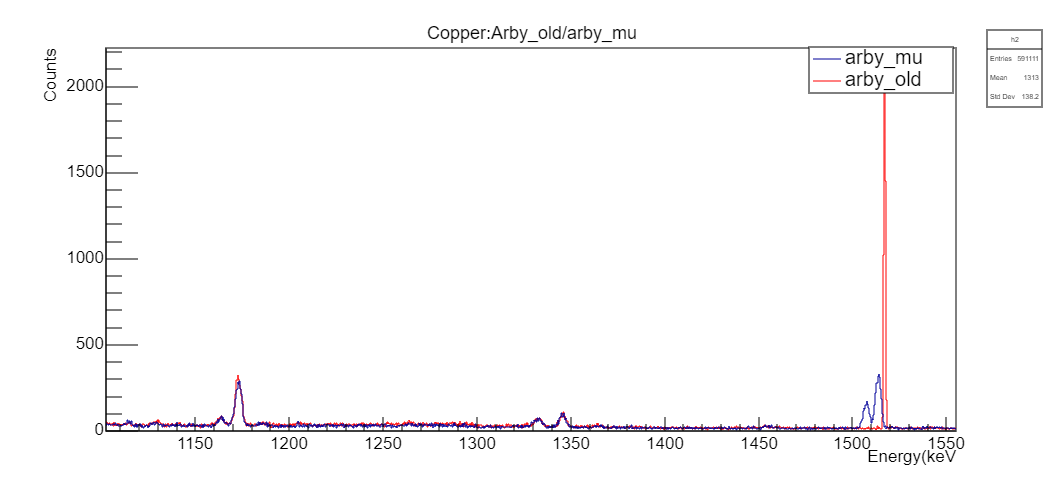 Copper:Arby_old/arby_mu
Counts
arby_mu
arby_old
h2
Entries 591111
Mean 1313
Std Dev 138.2
2000
1500
1000
500
0
1150 1200 1250 1300 1350 1400 1450 1500 1550
Energy(keV